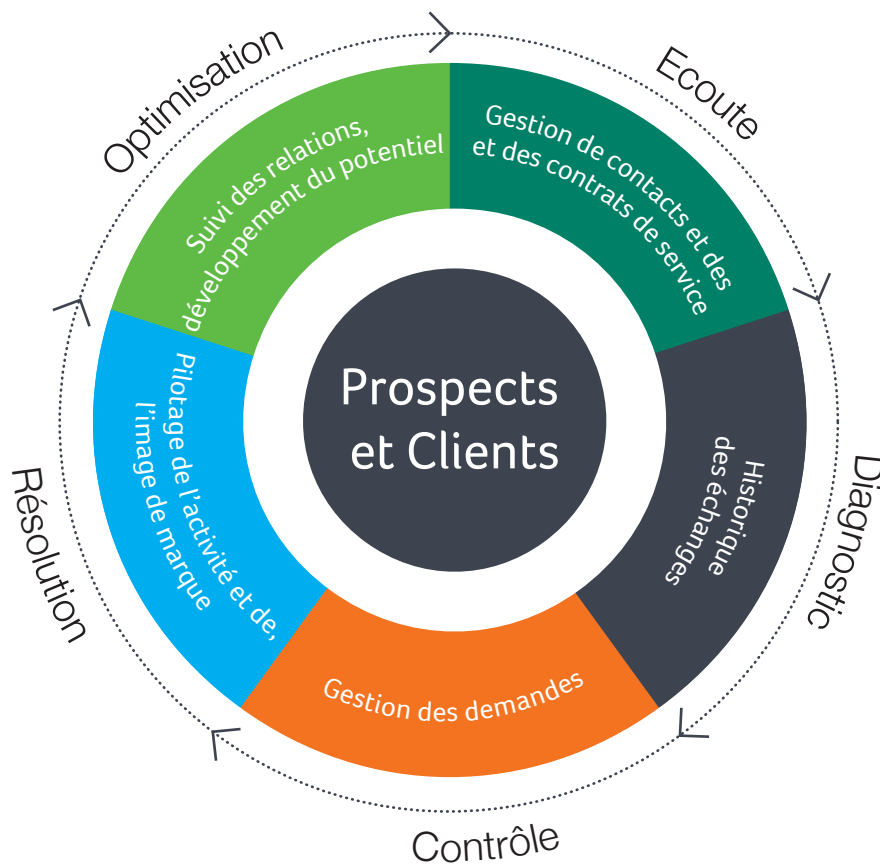 Optimisation
Ecoute
Suivi des relations,
développement du potentiel
Gestion de contacts et des
et des contrats de service
Prospects
et Clients
Pilotage de l’activité et de,
l’image de marque
Historique
des échanges
Résolution
Diagnostic
Gestion des demandes
Contrôle